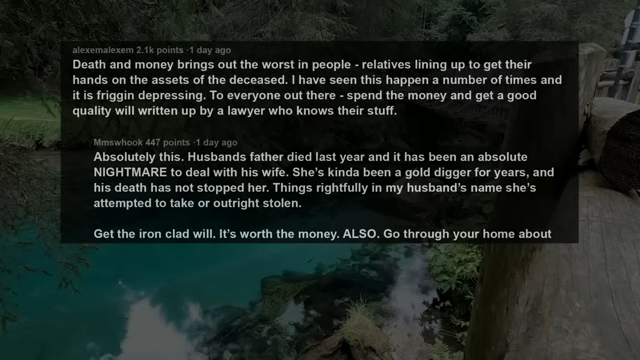 alexemalexem 2.1k points ·1 day ago
Death and money brings out the worst in people - relatives lining up to get their
hands on the assets of the deceased. I have seen this happen a number of times and
it is friggin depressing. To everyone out there - spend the money and get a good
quality will written up by a lawyer who knows their stuff.
Mmswhook 447 points ·1 day ago
Absolutely this. Husbands father died last year and it has been an absolute
NIGHTMARE to deal with his wife. She's kinda been a gold digger for years, and
his death has not stopped her. Things rightfully in my husband's name she's
attempted to take or outright stolen.
Get the iron clad will. It's worth the money. ALSO. Go through your home about